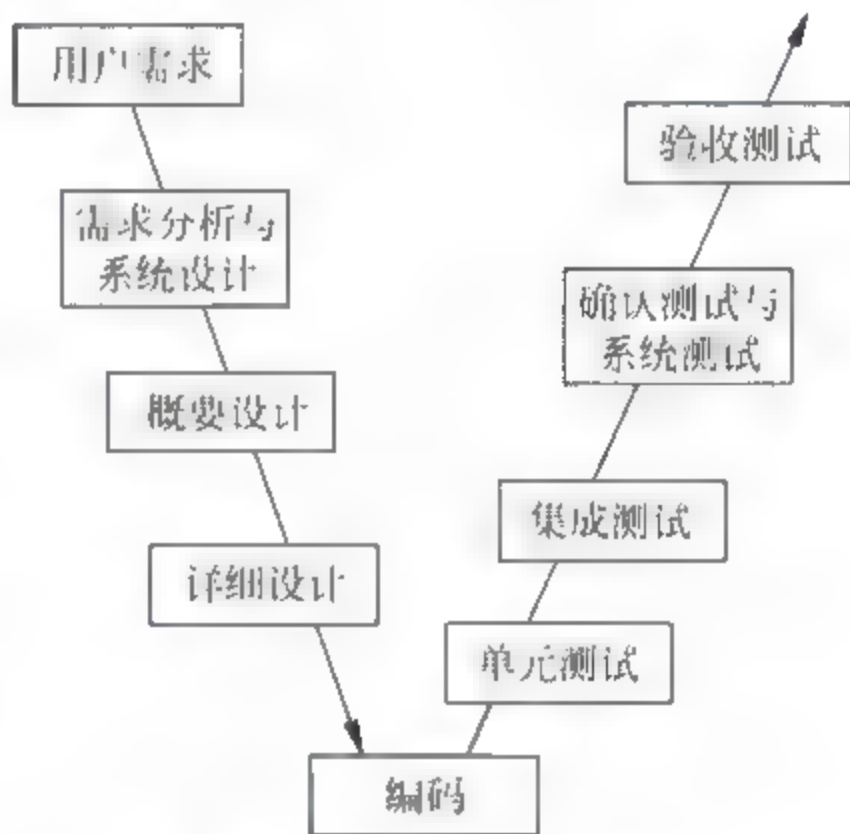 用户需求
需求分析与
系统设计
概要设计
详细设计
编码
单元测试
集成测试
确认测试与
系统测试
验收测试